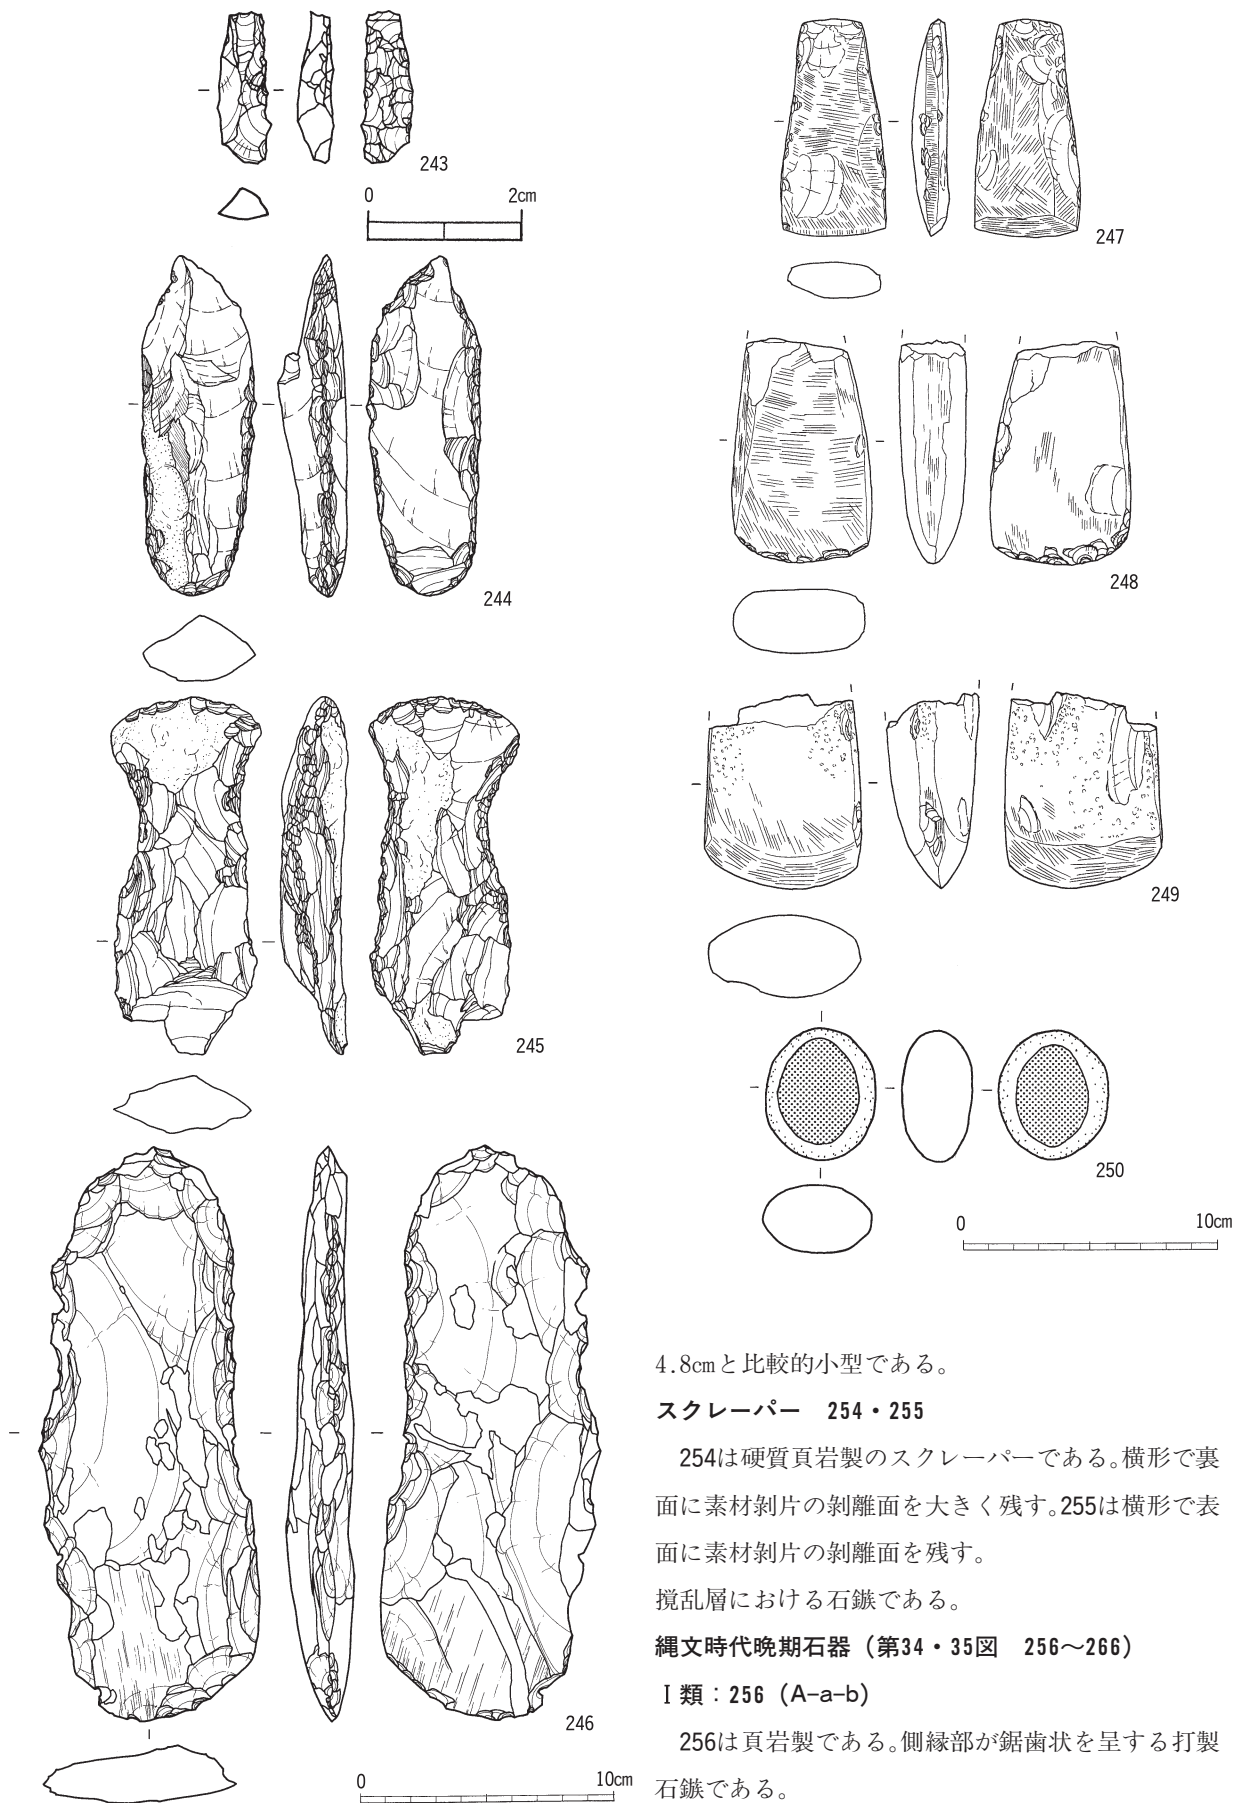 243
0 2cm
244
245
246
0 10cm
247
248
249
250
0 10cm
4.8㎝と比較的小型である。
スクレーパー　254・255
　254は硬質頁岩製のスクレーパーである。横形で裏
面に素材剝片の剝離面を大きく残す。255は横形で表
面に素材剝片の剝離面を残す。
撹乱層における石鏃である。
縄文時代晩期石器（第34・35図　256～266）
Ⅰ類：256（A-a-b）
　256は頁岩製である。側縁部が鋸歯状を呈する打製
石鏃である。